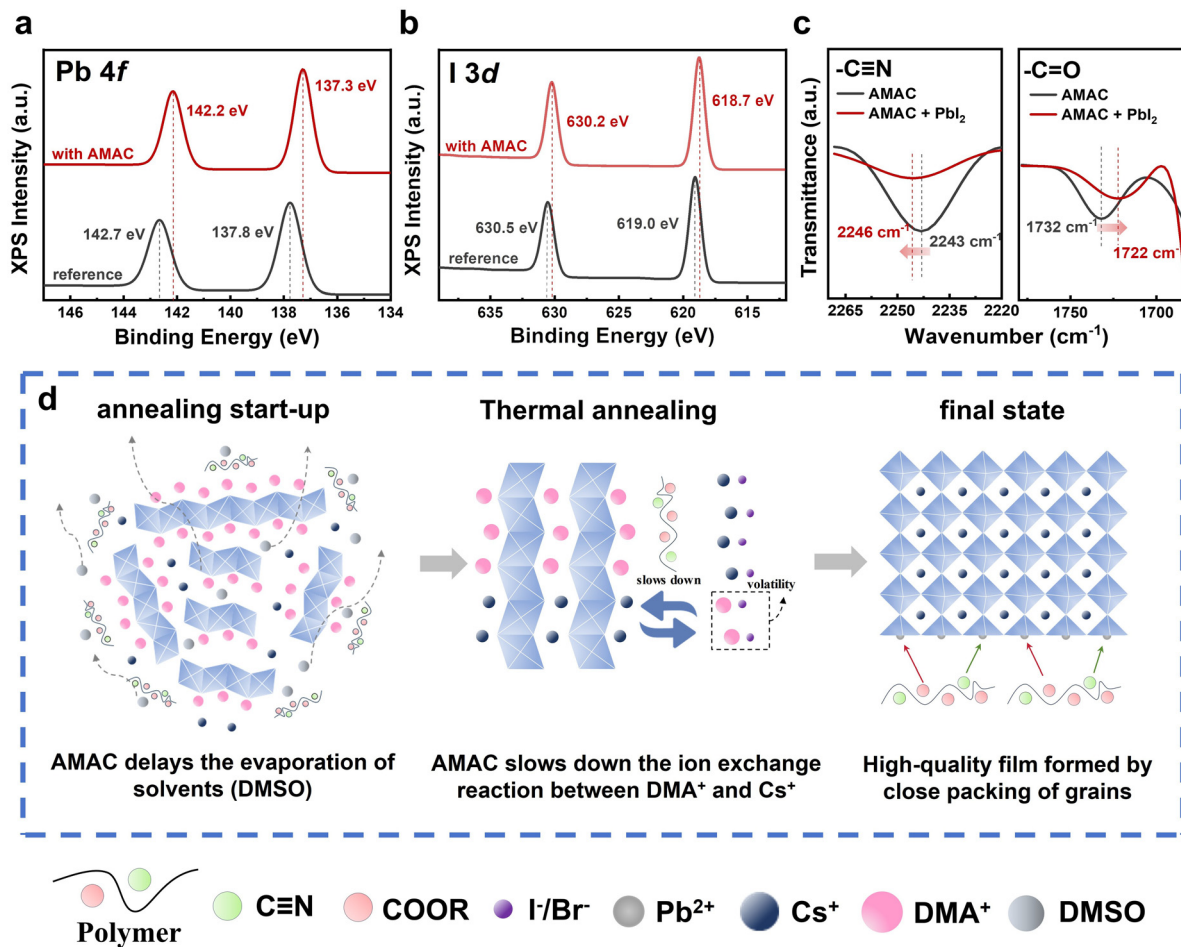 a
Pb 4f
137.3 eV
142.2 eV
with AMAC
142.7 eV
137.8 eV
reference
146 144 142 140 138 136 134
Binding Energy (eV)
XPS Intensity (a.u.)
b
I 3d
618.7 eV
630.2 eV
with AMAC
630.5 eV
619.0 eV
reference
635 630 625 620 615
Binding Energy (eV)
XPS Intensity (a.u.)
c
-C≡N
AMAC
AMAC + PbI₂
2246 cm⁻¹
2243 cm⁻¹
2265 2250 2235 2220
-C=O
AMAC
AMAC + PbI₂
1732 cm⁻¹
1722 cm⁻¹
1750 1700
Wavenumber (cm⁻¹)
Transmittance (a.u.)
d
annealing start-up
Thermal annealing
final state
slows down
volatility
AMAC delays the evaporation of
solvents (DMSO)
AMAC slows down the ion exchange
reaction between DMA⁺ and Cs⁺
High-quality film formed by
close packing of grains
Polymer
C≡N
COOR
I⁻/Br⁻
Pb²⁺
Cs⁺
DMA⁺
DMSO